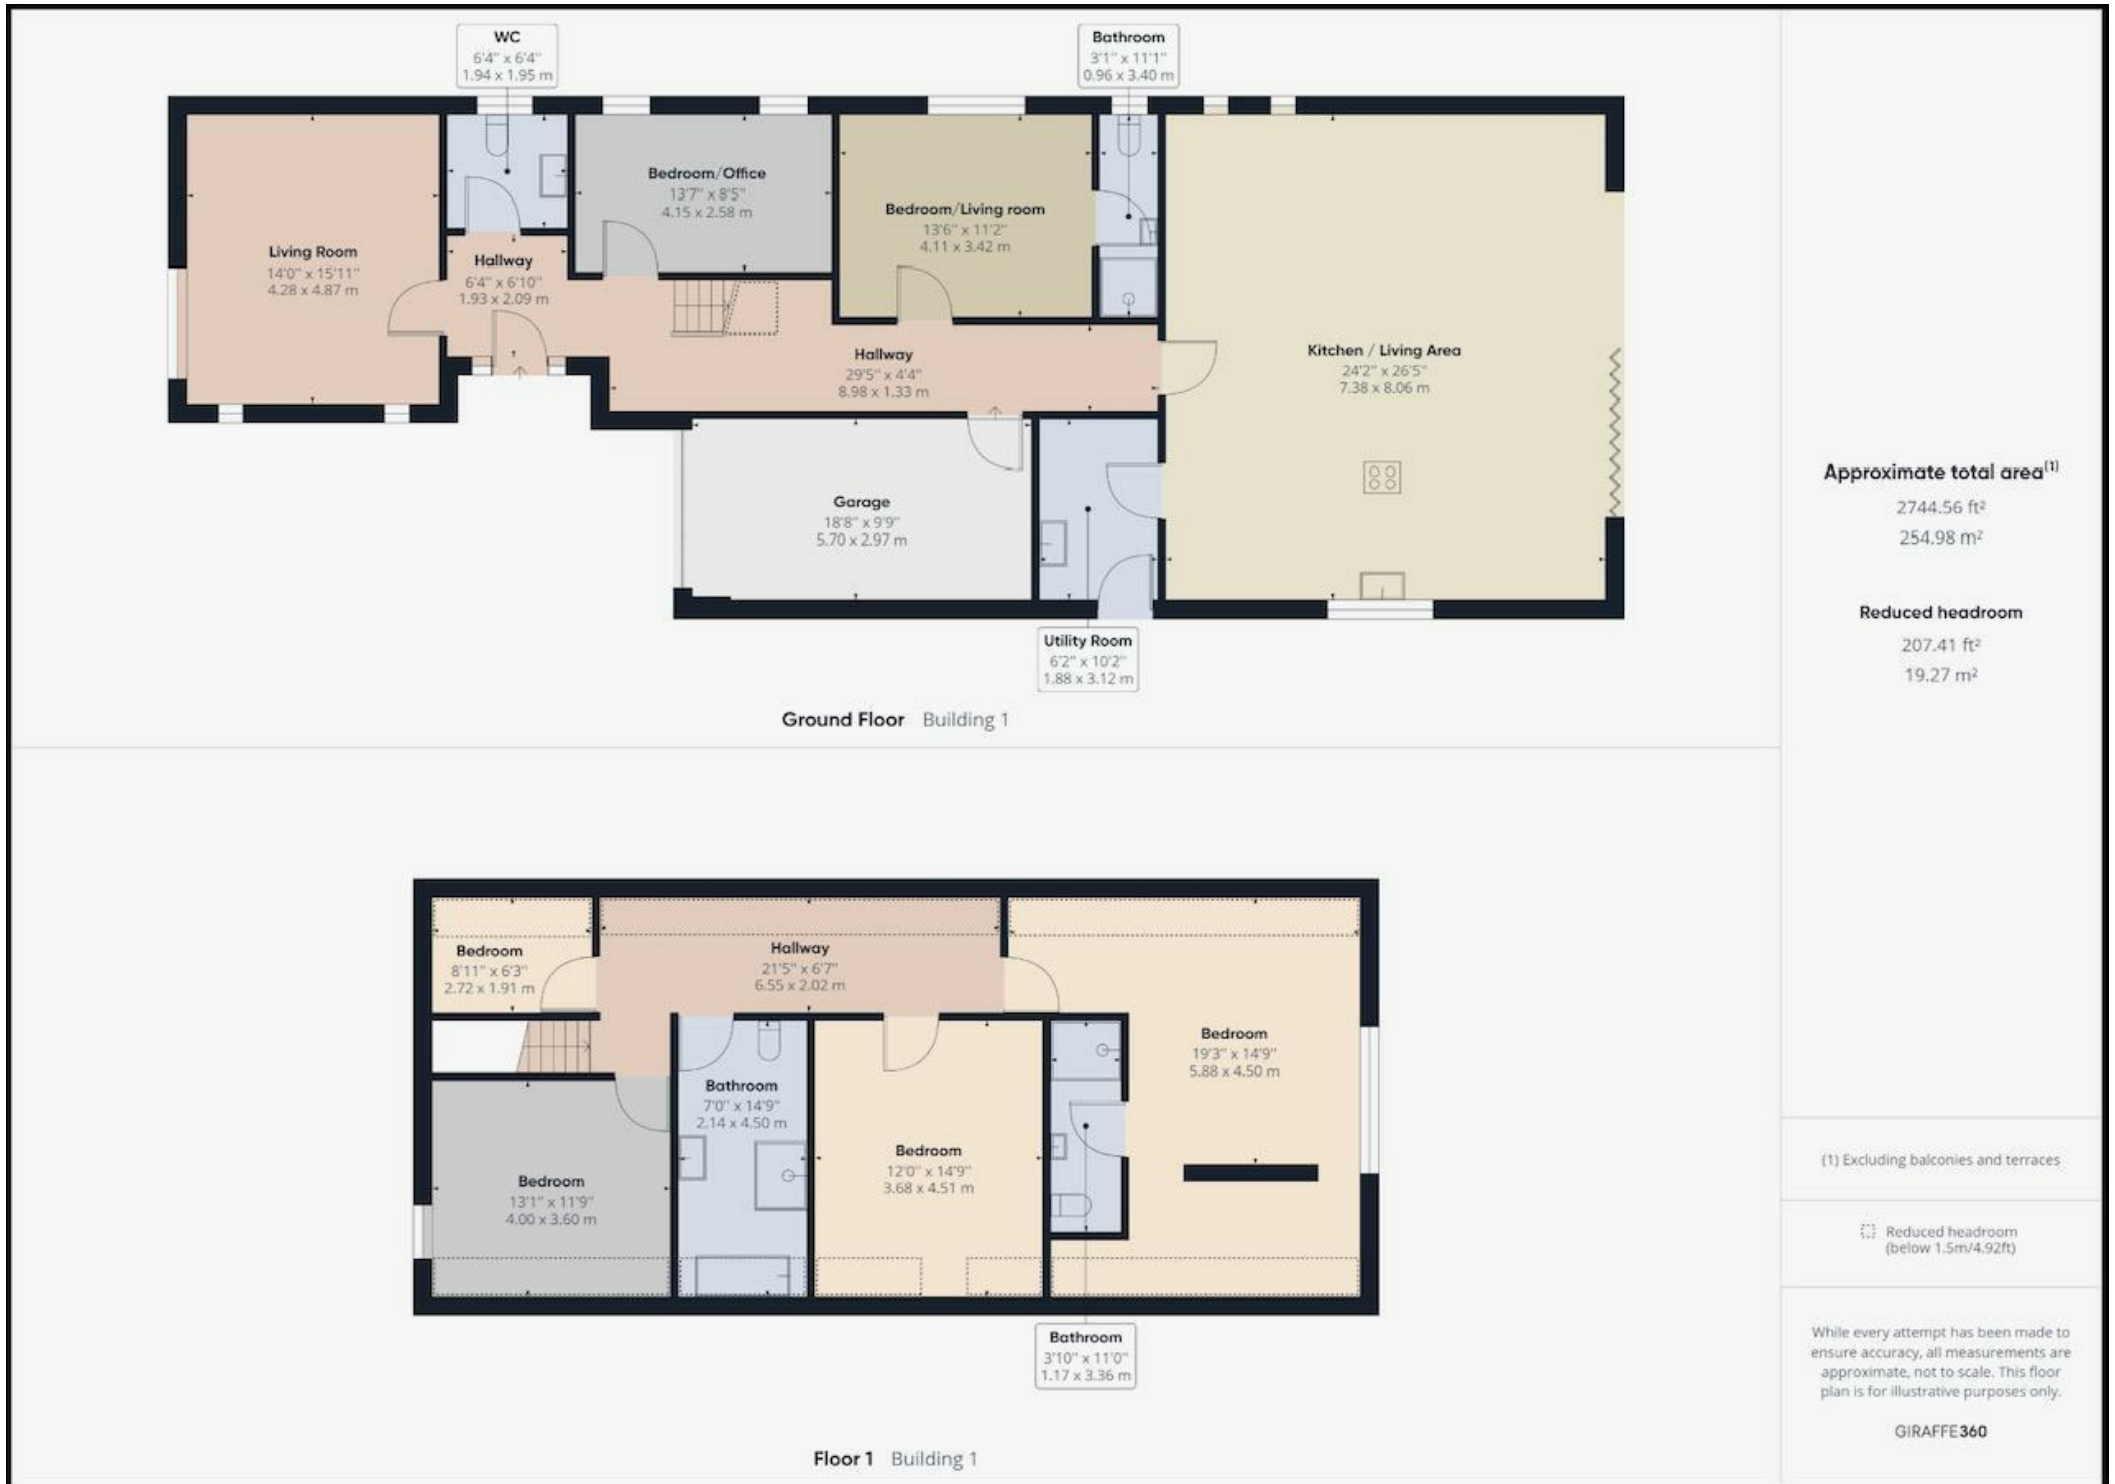 WC
6'4" x 6'4"
1.94 x 1.95 m
Bathroom
3'1" x 11'1"
0.96 x 3.40 m
Living Room
14'0" x 15'11"
4.28 x 4.87 m
Hallway
6'4" x 6'10"
1.93 x 2.09 m
Bedroom/Office
13'7" x 8'5"
4.15 x 2.58 m
Bedroom/Living room
13'6" x 11'2"
4.11 x 3.42 m
Hallway
29'5" x 4'4"
8.98 x 1.33 m
Kitchen / Living Area
24'2" x 26'5"
7.38 x 8.06 m
Garage
18'8" x 9'9"
5.70 x 2.97 m
Utility Room
6'2" x 10'2"
1.88 x 3.12 m
Ground Floor Building 1
Bedroom
8'11" x 6'3"
2.72 x 1.91 m
Hallway
21'5" x 6'7"
6.55 x 2.02 m
Bedroom
19'3" x 14'9"
5.88 x 4.50 m
Bathroom
7'0" x 14'9"
2.14 x 4.50 m
Bedroom
12'0" x 14'9"
3.68 x 4.51 m
Bedroom
13'1" x 11'9"
4.00 x 3.60 m
Bathroom
3'10" x 11'0"
1.17 x 3.36 m
Floor 1 Building 1
Approximate total area(1)
2744.56 ft²
254.98 m²
Reduced headroom
207.41 ft²
19.27 m²
(1) Excluding balconies and terraces
Reduced headroom
(below 1.5m/4.92ft)
While every attempt has been made to
ensure accuracy, all measurements are
approximate, not to scale. This floor
plan is for illustrative purposes only.
GIRAFFE360